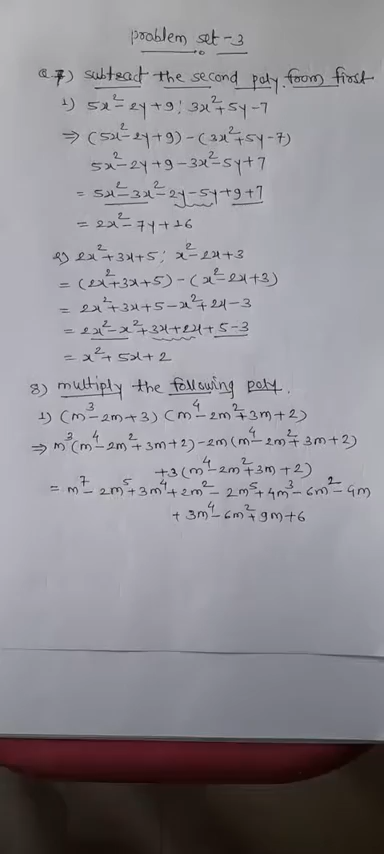 problem set-3
Q.7) subtract the second poly. from first
1) 5x²-2y+9 ; 3x²+5y-7
⇒ (5x²-2y+9)-(3x²+5y-7)
5x²-2y+9-3x²-5y+7
= 5x²-3x²-2y-5y+9+7
= 2x²-7y+16
2) 2x²+3x+5 ; x²-2x+3
= (2x²+3x+5)-(x²-2x+3)
= 2x²+3x+5-x²+2x-3
= 2x²-x²+3x+2x+5-3
= x²+5x+2
8) multiply the following poly.
1) (m³-2m+3) (m⁴-2m²+3m+2)
⇒ m³(m⁴-2m²+3m+2)-2m(m⁴-2m²+3m+2)
+3(m⁴-2m²+3m+2)
= m⁷-2m⁵+3m⁴+2m²-2m⁵+4m³-6m²-4m
+3m⁴-6m²+9m+6